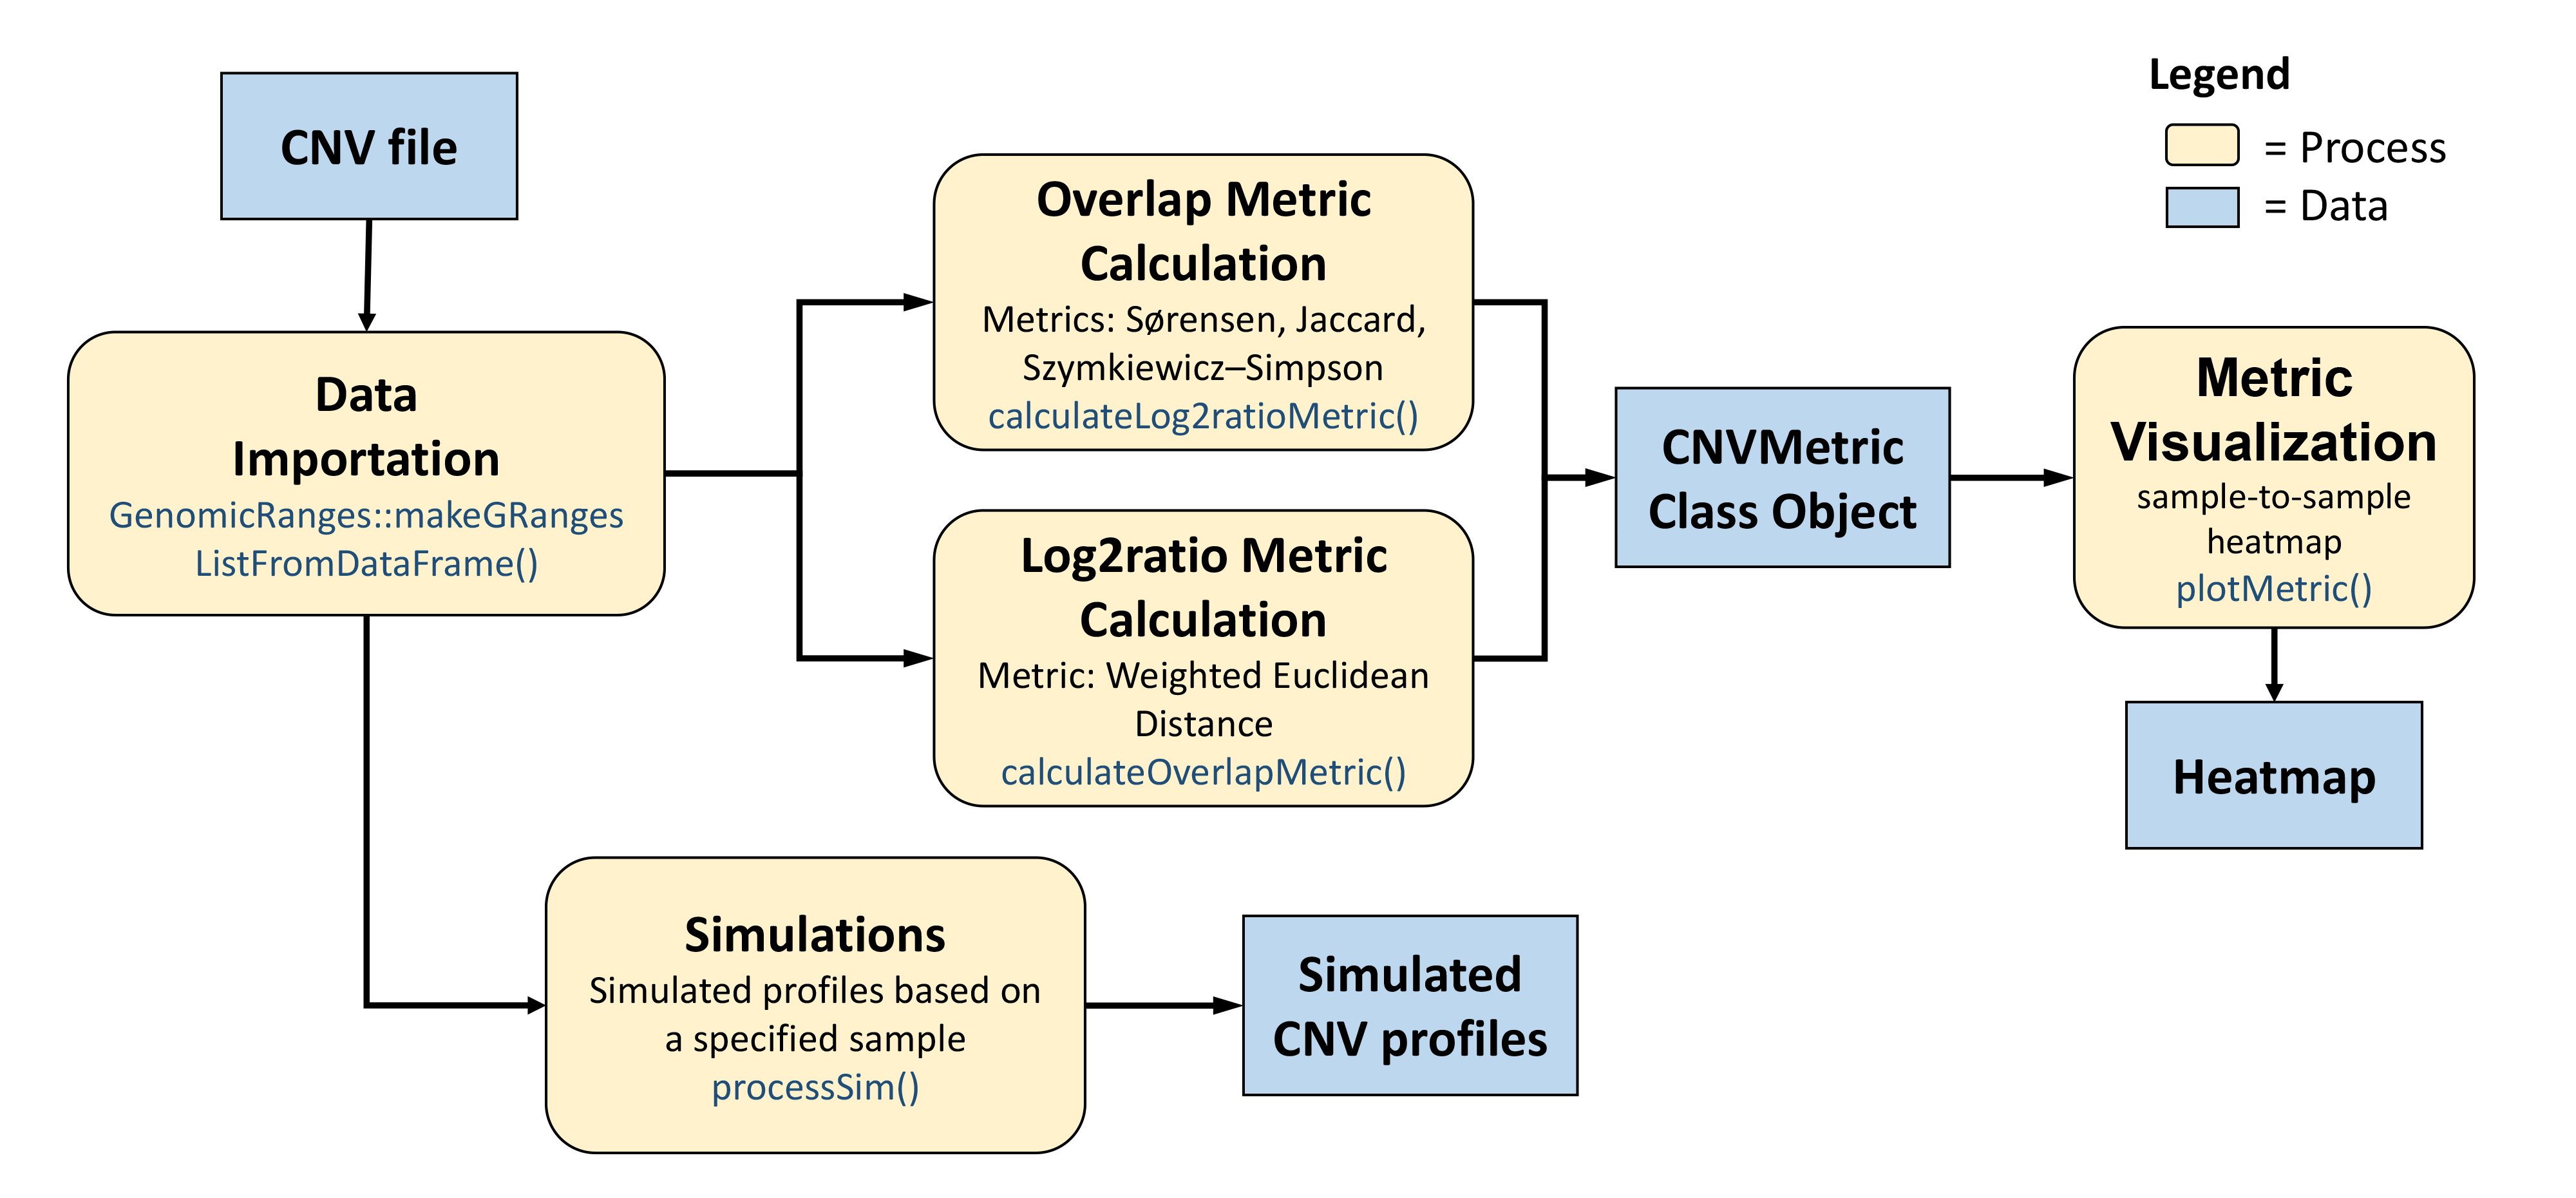 CNV file
Data
Importation
GenomicRanges::makeGRanges
ListFromDataFrame()
Overlap Metric
Calculation
Metrics: Sørensen, Jaccard,
Szymkiewicz–Simpson
calculateLog2ratioMetric()
Log2ratio Metric
Calculation
Metric: Weighted Euclidean
Distance
calculateOverlapMetric()
CNVMetric
Class Object
Legend
= Process
= Data
Metric
Visualization
sample-to-sample
heatmap
plotMetric()
Heatmap
Simulations
Simulated profiles based on
a specified sample
processSim()
Simulated
CNV profiles